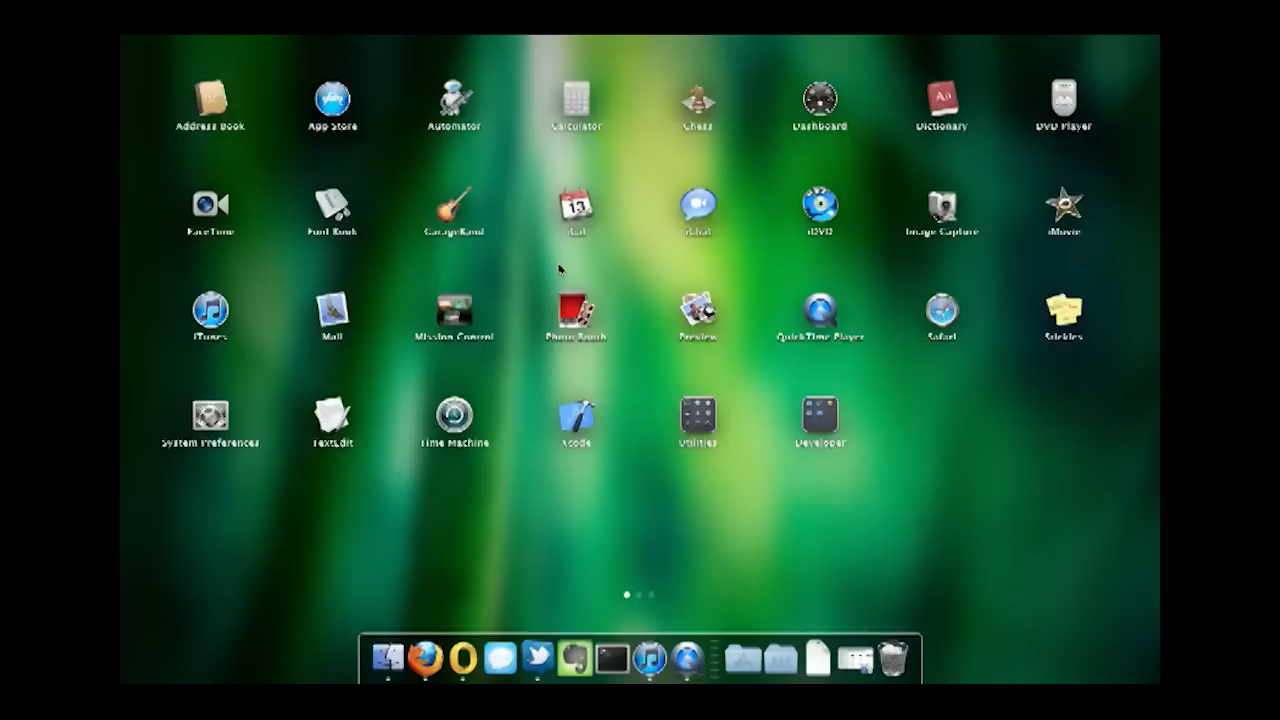 Address Book
App Store
Automator
Calculator
Chess
Dashboard
Dictionary
DVD Player
FaceTime
Font Book
GarageBand
iCal
iChat
iDVD
Image Capture
iMovie
iTunes
Mail
Mission Control
Photo Booth
Preview
QuickTime Player
Safari
Stickies
System Preferences
TextEdit
Time Machine
Xcode
Utilities
Developer
13
Aa